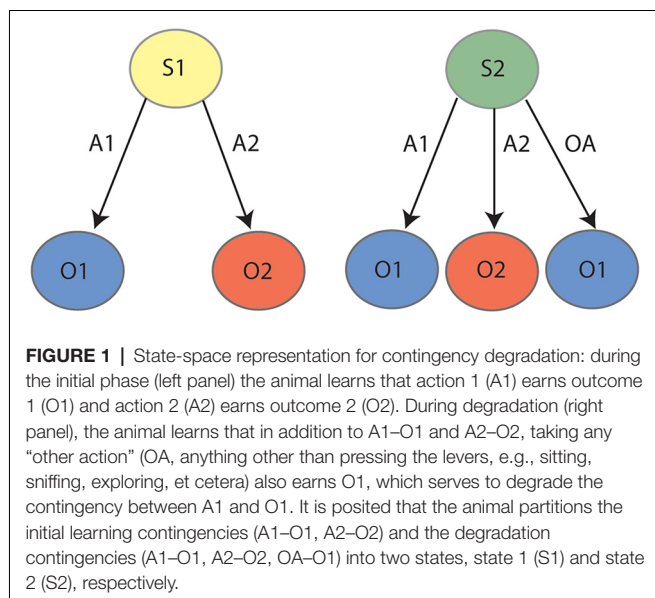 S1
S2
A1
A2
A1
A2
OA
O1
O2
O1
O2
O1
FIGURE 1 | State-space representation for contingency degradation: during
the initial phase (left panel) the animal learns that action 1 (A1) earns outcome
1 (O1) and action 2 (A2) earns outcome 2 (O2). During degradation (right
panel), the animal learns that in addition to A1–O1 and A2–O2, taking any
“other action” (OA, anything other than pressing the levers, e.g., sitting,
sniffing, exploring, et cetera) also earns O1, which serves to degrade the
contingency between A1 and O1. It is posited that the animal partitions the
initial learning contingencies (A1–O1, A2–O2) and the degradation
contingencies (A1–O1, A2–O2, OA–O1) into two states, state 1 (S1) and state
2 (S2), respectively.